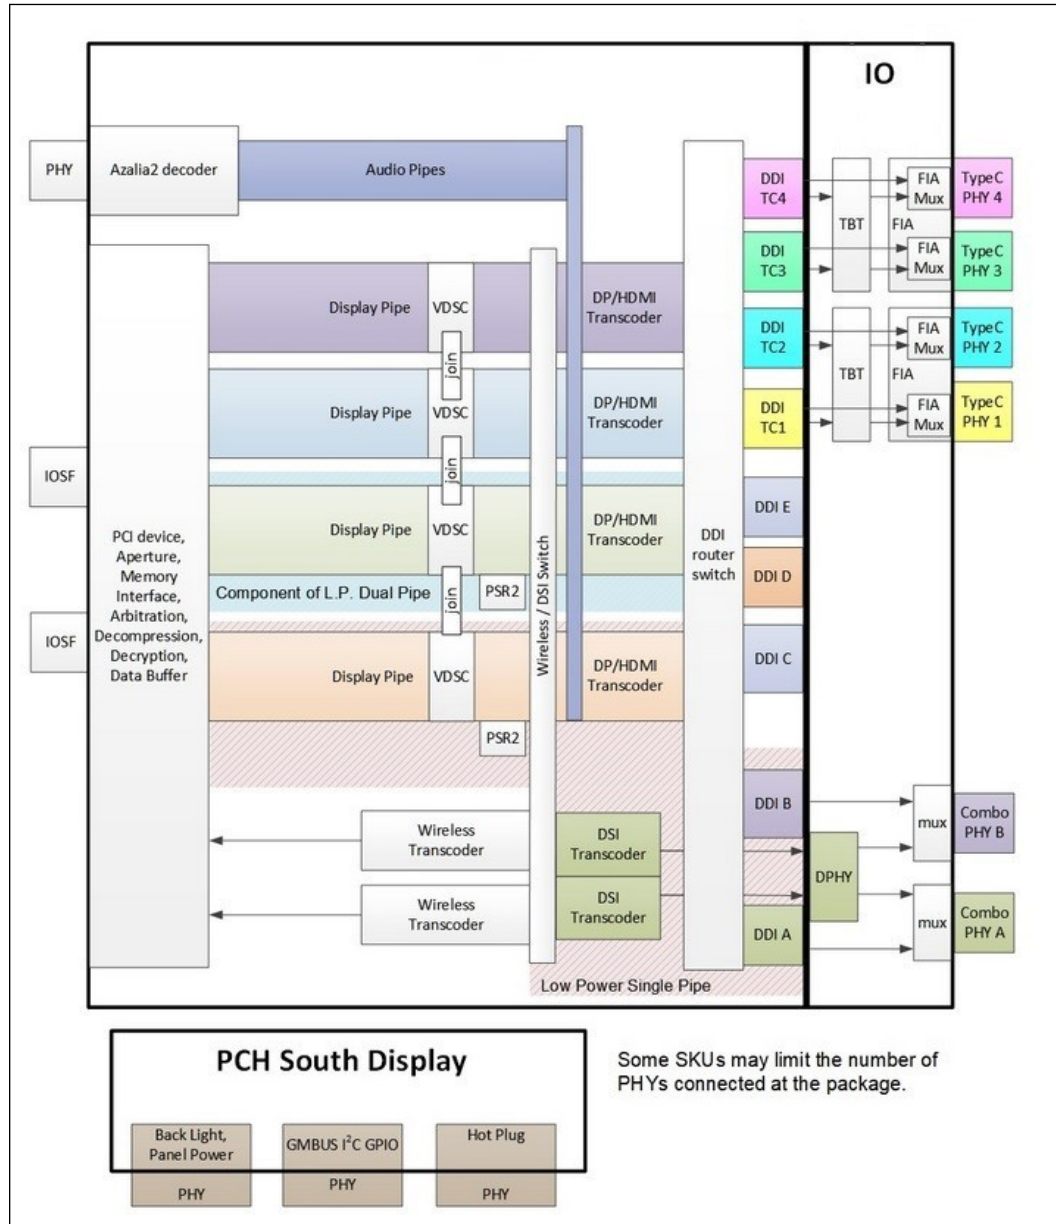 IO
PHY
Azalia2 decoder
Audio Pipes
DDI
TC4
TBT
FIA
Mux
FIA
TypeC
PHY 4
DDI
TC3
FIA
Mux
TypeC
PHY 3
Display Pipe
VDSC
DP/HDMI
Transcoder
join
DDI
TC2
TBT
FIA
Mux
FIA
TypeC
PHY 2
Display Pipe
VDSC
DP/HDMI
Transcoder
join
DDI
TC1
FIA
Mux
TypeC
PHY 1
IOSF
Display Pipe
VDSC
DP/HDMI
Transcoder
DDI E
PCI device,
Aperture,
Memory
Interface,
Arbitration,
Decompression,
Decryption,
Data Buffer
DDI
router
switch
DDI D
Component of L.P. Dual Pipe
join
PSR2
Wireless / DSI Switch
IOSF
Display Pipe
VDSC
DP/HDMI
Transcoder
DDI C
PSR2
DDI B
mux
Combo
PHY B
Wireless
Transcoder
DSI
Transcoder
DPHY
Wireless
Transcoder
DSI
Transcoder
DDI A
mux
Combo
PHY A
Low Power Single Pipe
PCH South Display
Some SKUs may limit the number of
PHYs connected at the package.
Back Light,
Panel Power
PHY
GMBUS I²C GPIO
PHY
Hot Plug
PHY